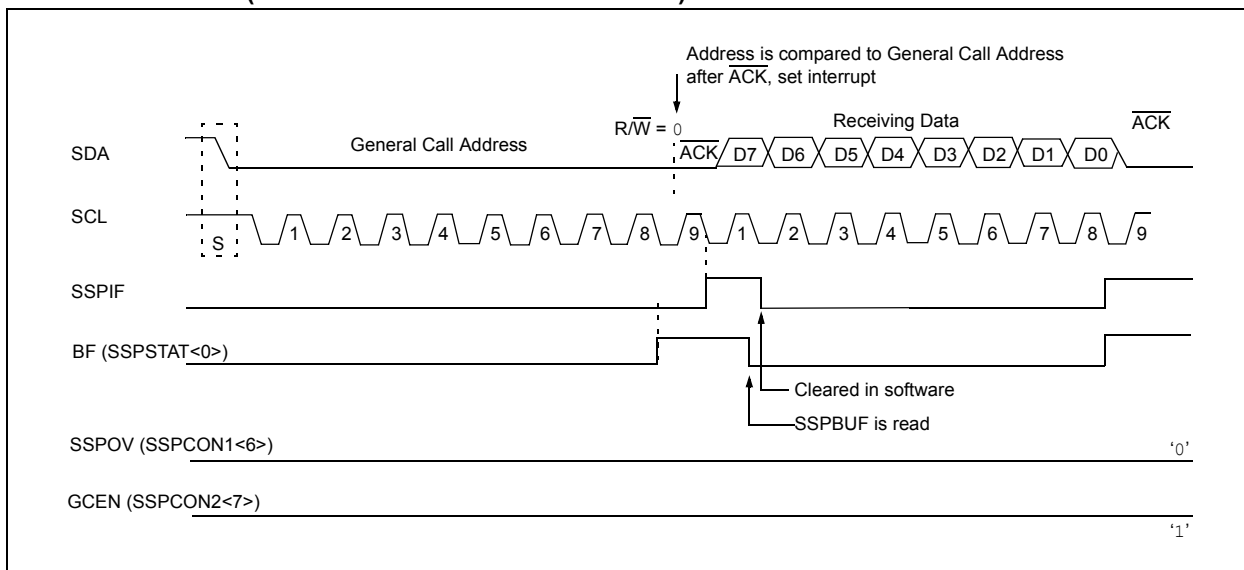 Address is compared to General Call Address
after ACK, set interrupt
R/W = 0
Receiving Data
ACK
SDA
General Call Address
ACK D7 D6 D5 D4 D3 D2 D1 D0
SCL
S
1 2 3 4 5 6 7 8 9 1 2 3 4 5 6 7 8 9
SSPIF
BF (SSPSTAT<0>)
Cleared in software
SSPBUF is read
SSPOV (SSPCON1<6>)
‘0’
GCEN (SSPCON2<7>)
‘1’